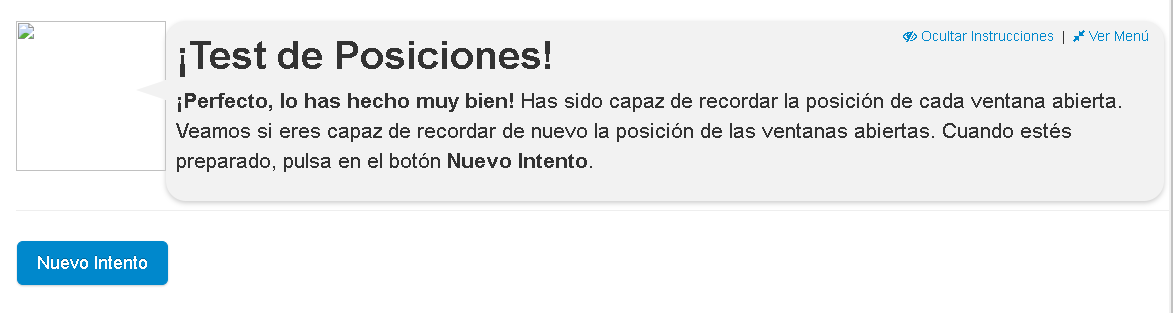 Ocultar Instrucciones | Ver Menú
¡Test de Posiciones!
¡Perfecto, lo has hecho muy bien! Has sido capaz de recordar la posición de cada ventana abierta.
Veamos si eres capaz de recordar de nuevo la posición de las ventanas abiertas. Cuando estés
preparado, pulsa en el botón Nuevo Intento.
Nuevo Intento